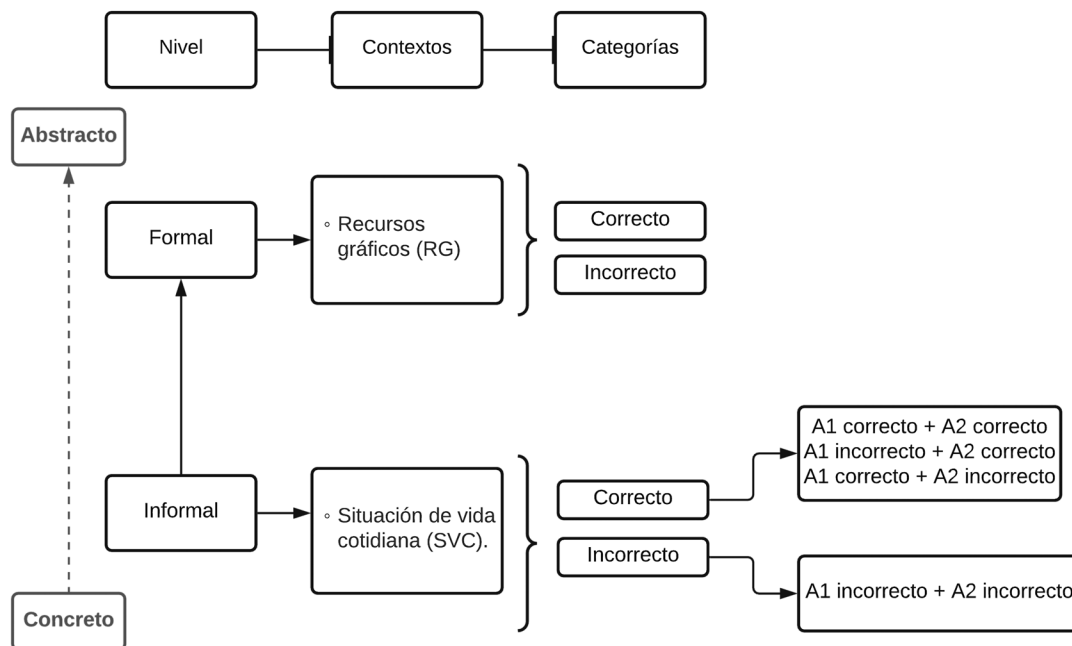 Nivel
Contextos
Categorías
Abstracto
Formal
◦ Recursos
gráficos (RG)
Correcto
Incorrecto
Informal
◦ Situación de vida
cotidiana (SVC).
Correcto
Incorrecto
A1 correcto + A2 correcto
A1 incorrecto + A2 correcto
A1 correcto + A2 incorrecto
A1 incorrecto + A2 incorrecto
Concreto